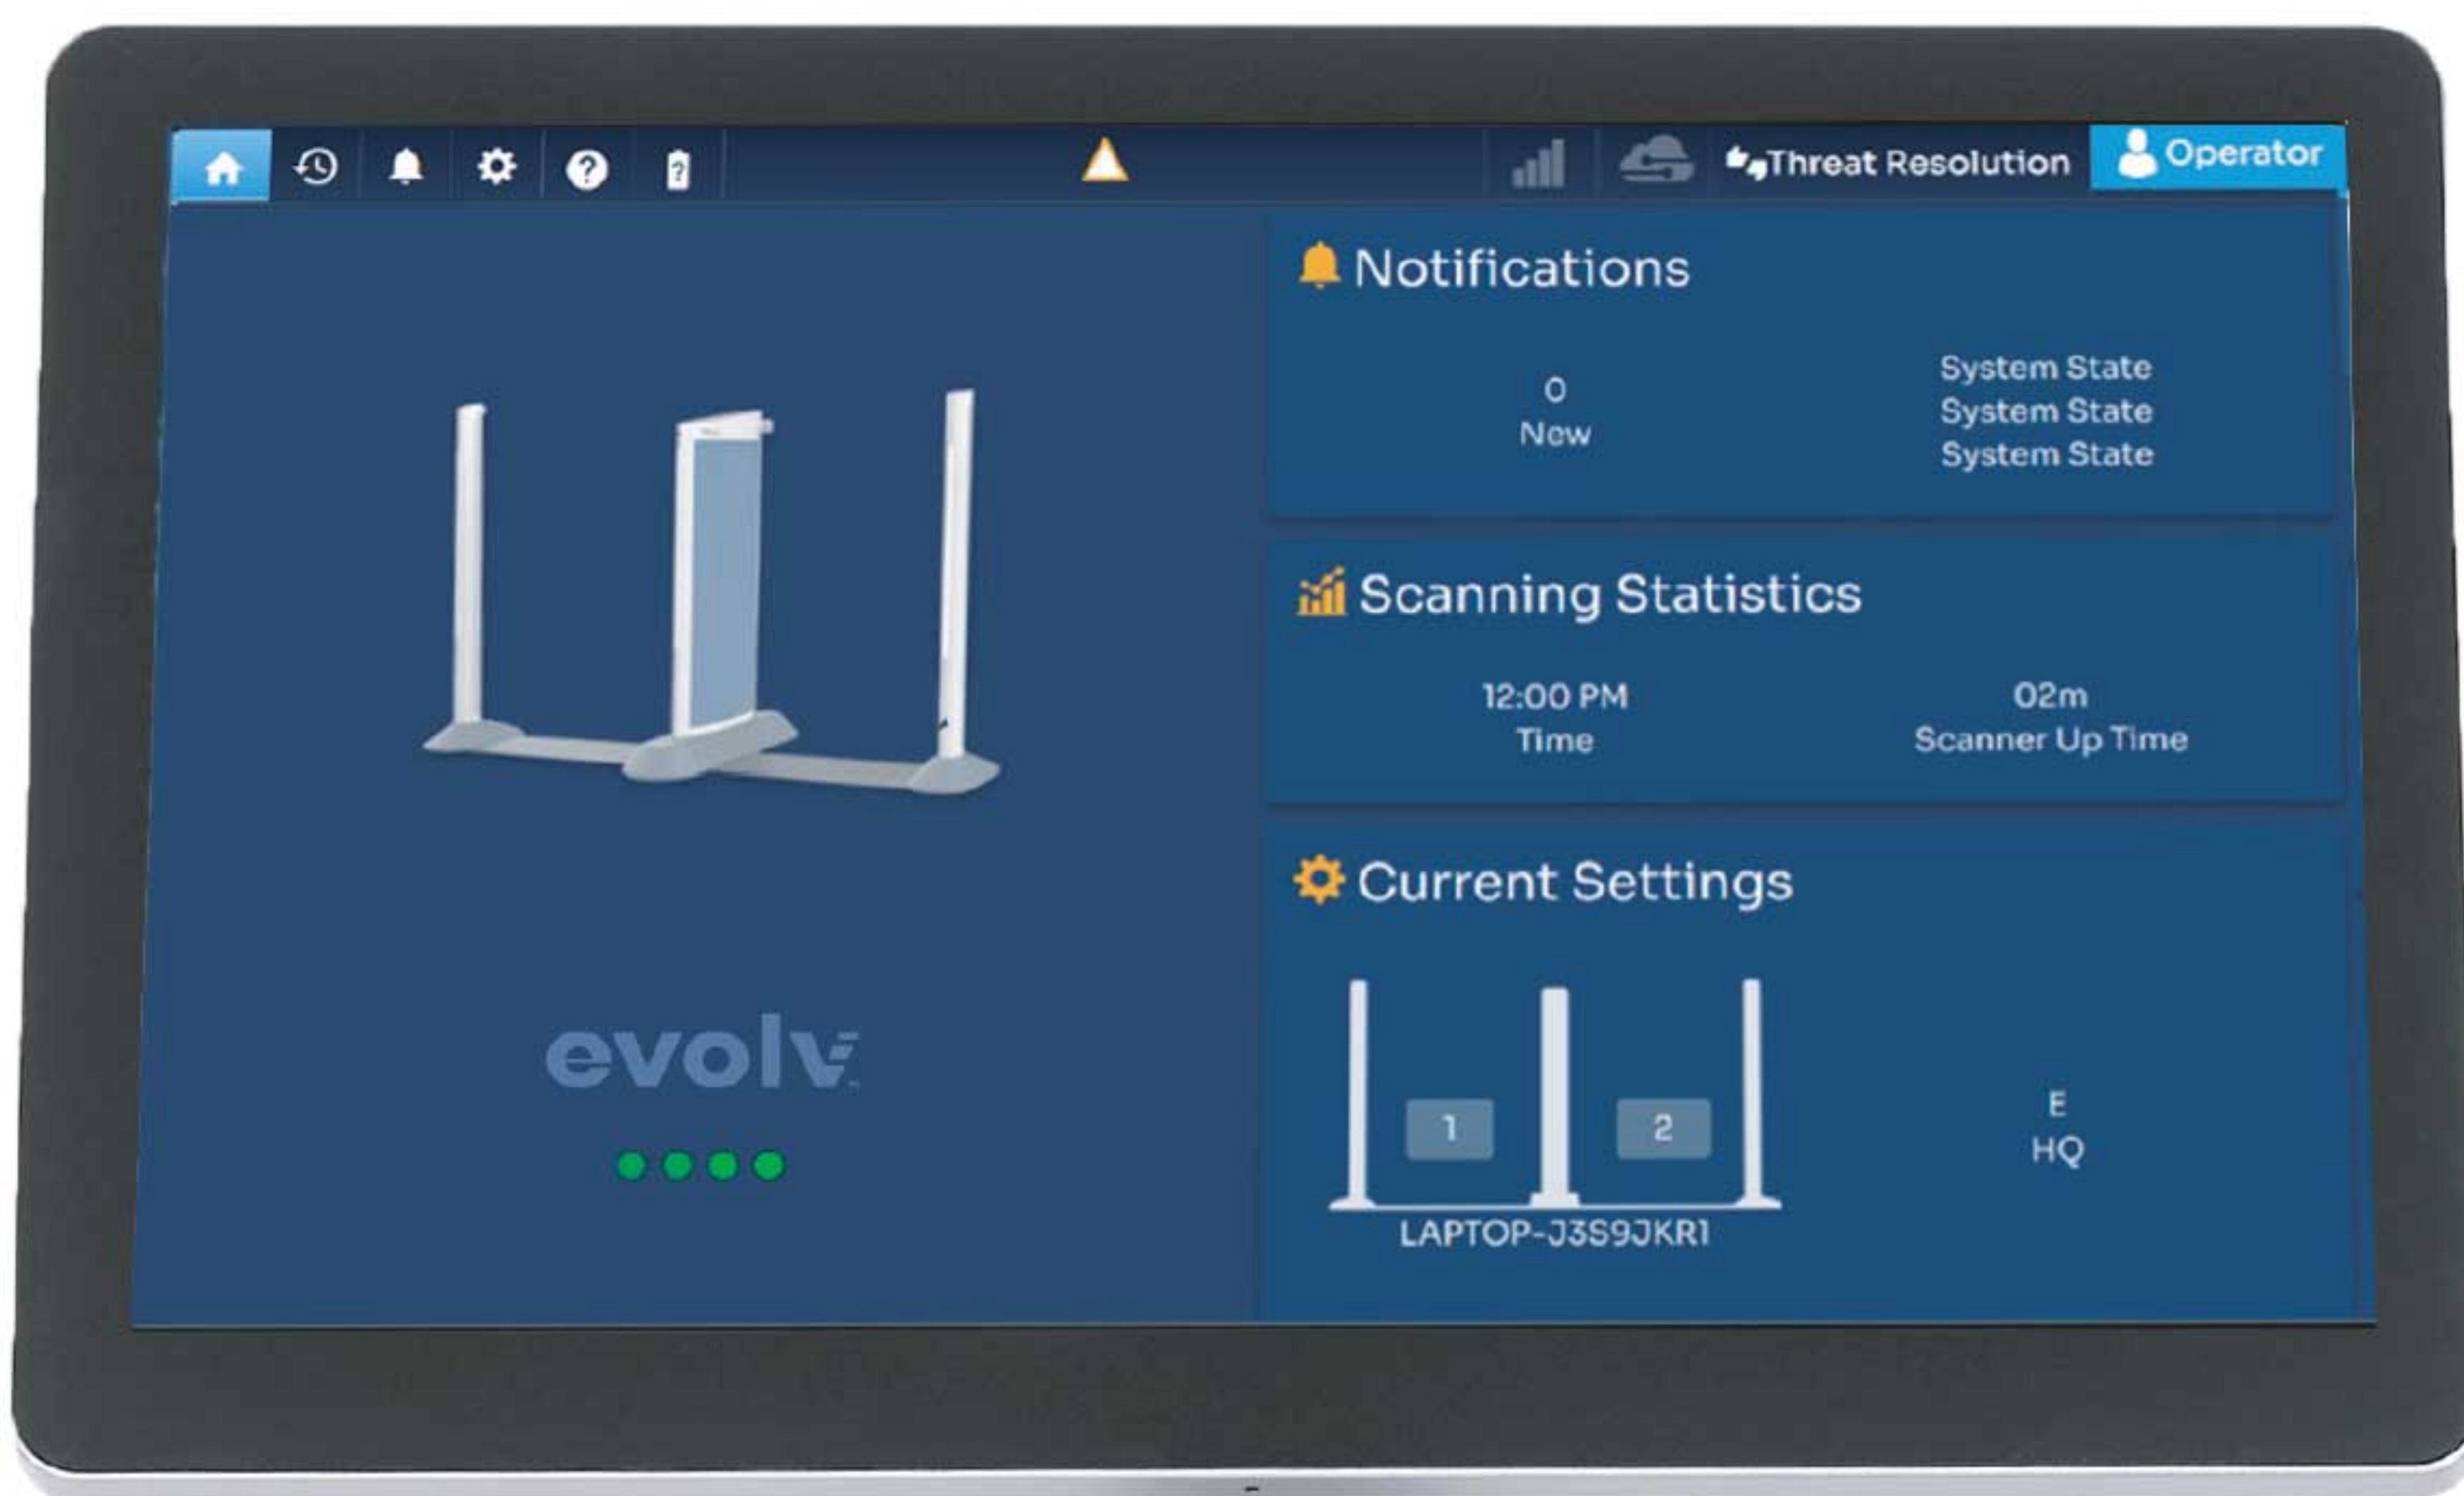 Threat Resolution
Operator
Notifications
0
New
System State
System State
System State
Scanning Statistics
12:00 PM
Time
02m
Scanner Up Time
Current Settings
1
2
LAPTOP-J3S9JKR1
E
HQ
evolv